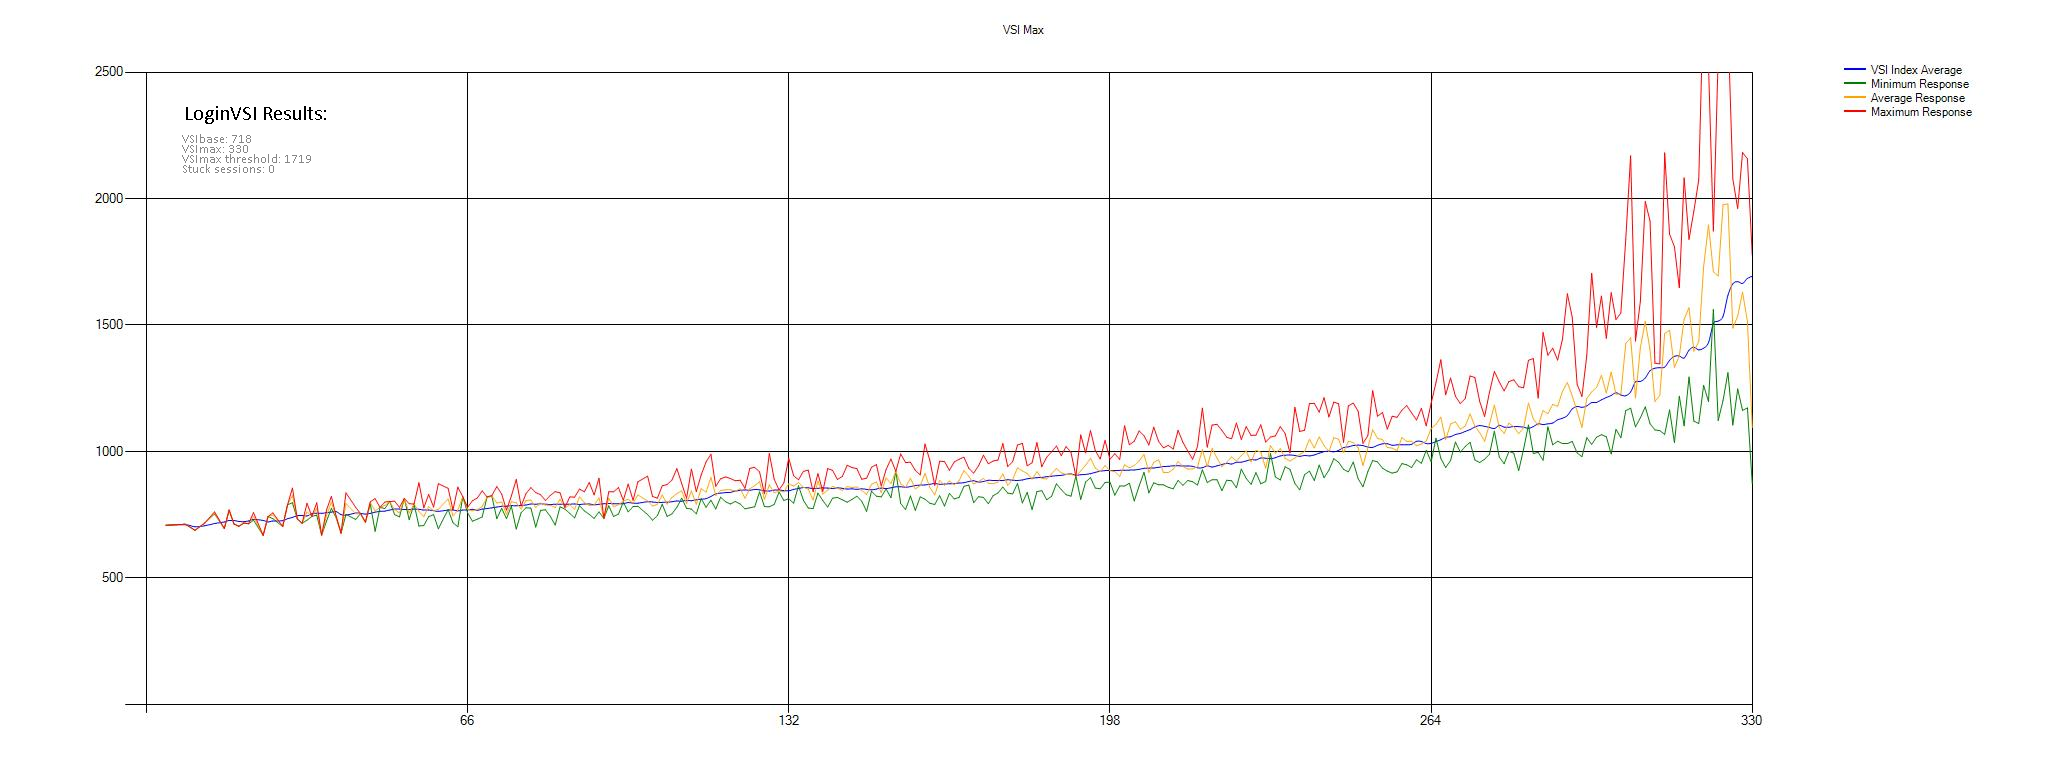 VSI Max
2500
2000
1500
1000
500
LoginVSI Results:
VSIbase: 718
VSImax: 330
VSImax threshold: 1719
Stuck sessions: 0
VSI Index Average
Minimum Response
Average Response
Maximum Response
66 132 198 264 330